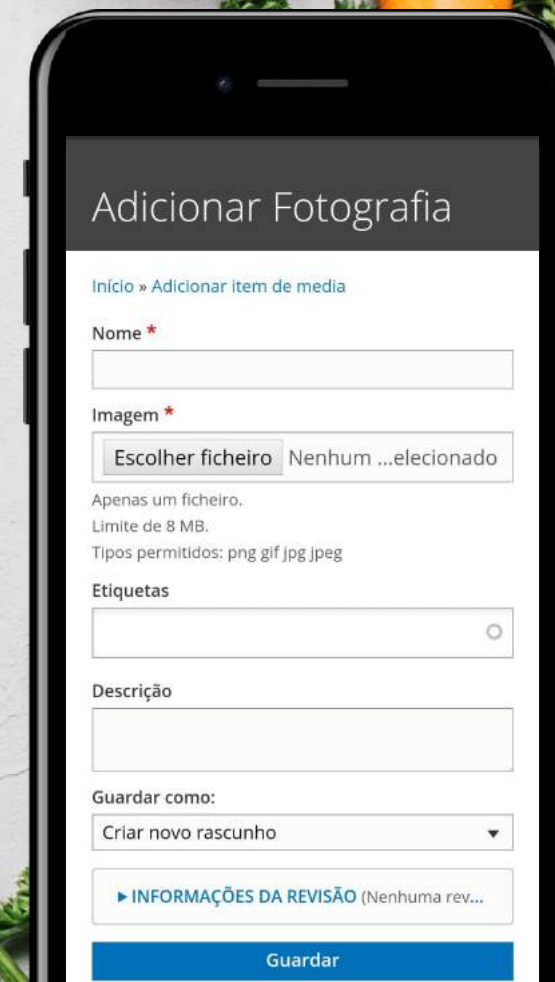 Adicionar Fotografia
Início » Adicionar item de media
Nome *
Imagem *
Escolher ficheiro Nenhum ...elecionado
Apenas um ficheiro.
Limite de 8 MB.
Tipos permitidos: png gif jpg jpeg
Etiquetas
Descrição
Guardar como:
Criar novo rascunho
▸ INFORMAÇÕES DA REVISÃO (Nenhuma rev...
Guardar